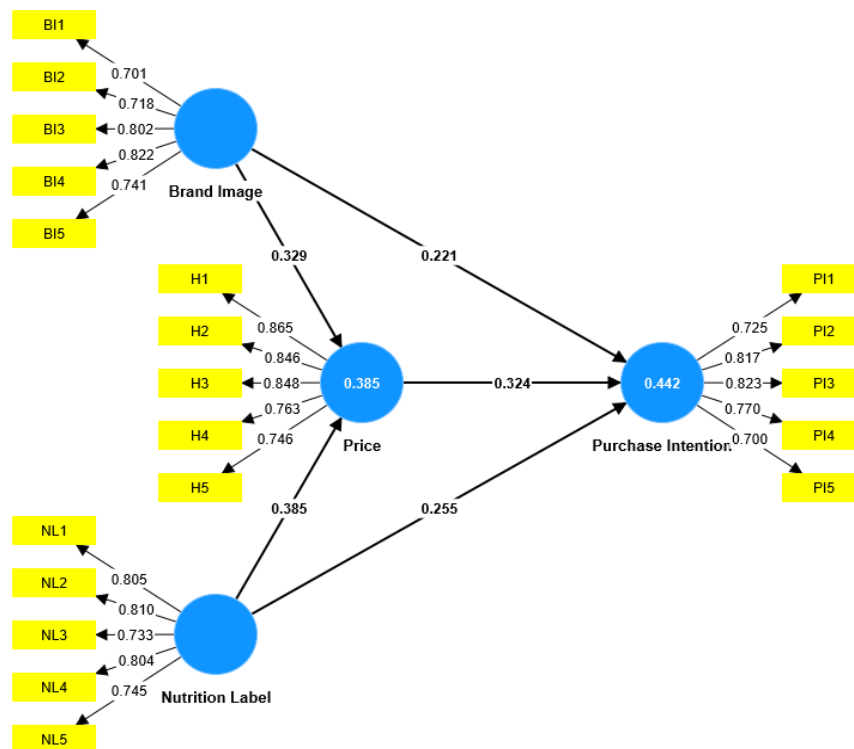 BI1
0.701
BI2
0.718
BI3
0.802
BI4
0.822
BI5
0.741
Brand Image
0.329
0.221
H1
0.865
H2
0.846
H3
0.848
H4
0.763
H5
0.746
0.385
Price
0.324
0.442
Purchase Intention
PI1
0.725
PI2
0.817
PI3
0.823
PI4
0.770
PI5
0.700
0.385
0.255
NL1
0.805
NL2
0.810
NL3
0.733
NL4
0.804
NL5
0.745
Nutrition Label